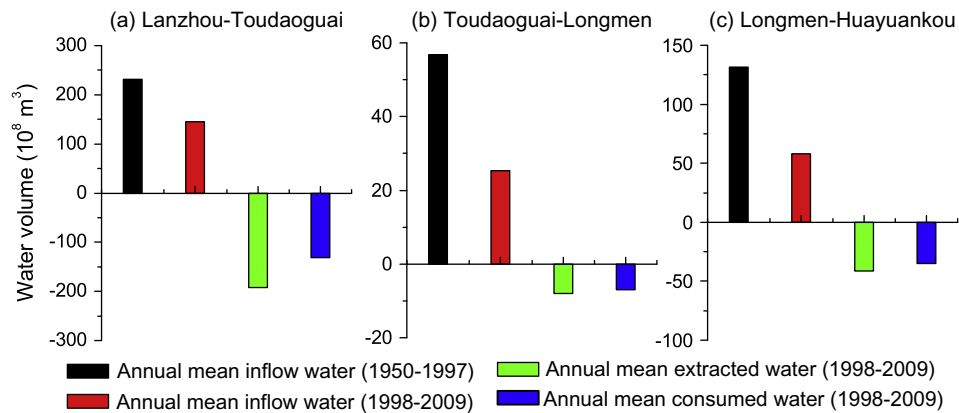 (a) Lanzhou-Toudaoguai
(b) Toudaoguai-Longmen
(c) Longmen-Huayuankou
Water volume (10⁸ m³)
300
200
100
0
-100
-200
-300
60
40
20
0
-20
150
100
50
0
-50
-100
Annual mean inflow water (1950-1997)
Annual mean extracted water (1998-2009)
Annual mean inflow water (1998-2009)
Annual mean consumed water (1998-2009)